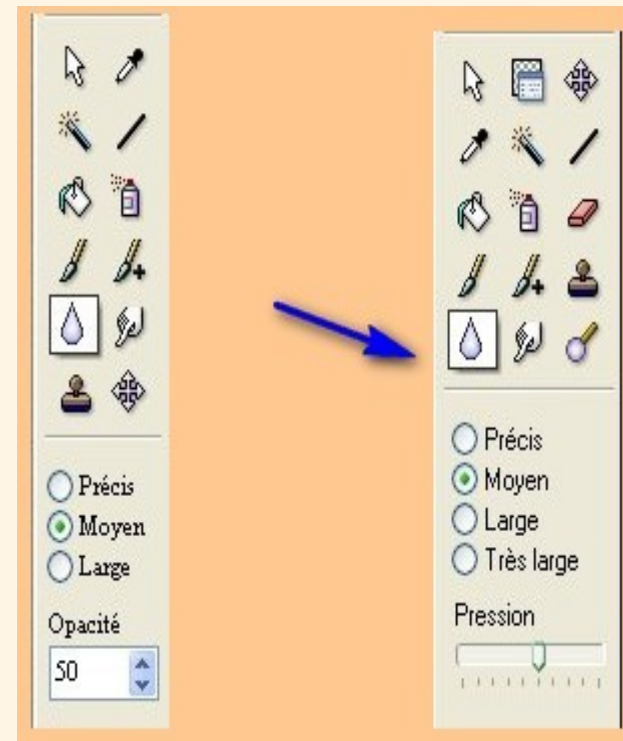 Précis
Moyen
Large
Opacité
50
Précis
Moyen
Large
Très large
Pression